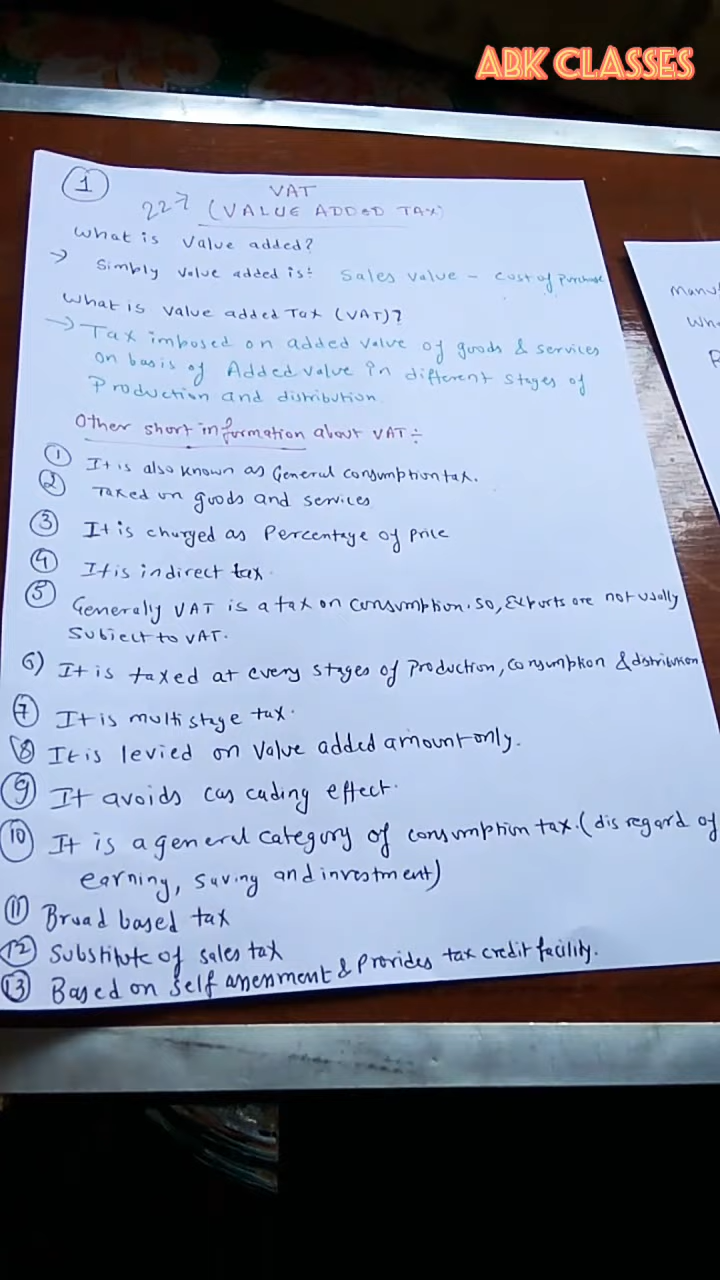 ABK CLASSES
1
VAT
227 (VALUE ADDED TAX)
What is value added?
→ Simply value added is: Sales value - cost of purchase
What is value added Tax (VAT)?
→ Tax imbosed on added value of goods & services
on basis of Added value in different stages of
Production and distribution
Other short information about VAT ÷
① It is also known as General consumption tax.
② Taxed on goods and services
③ It is charged as Percentage of price
④ It is indirect tax.
⑤ Generally VAT is a tax on consumption. so, Exports are not usually
Subject to VAT.
6) It is taxed at every stages of Production, consumption & distribution
⑦ It is multistage tax.
⑧ It is levied on value added amount only.
⑨ It avoids cascading effect.
⑩ It is a general category of consumption tax. (disregard of
earning, saving and investment)
⑪ Broad based tax
⑫ Substitute of sales tax
⑬ Based on self assessment & Provides tax credit facility.
manuf
Wh